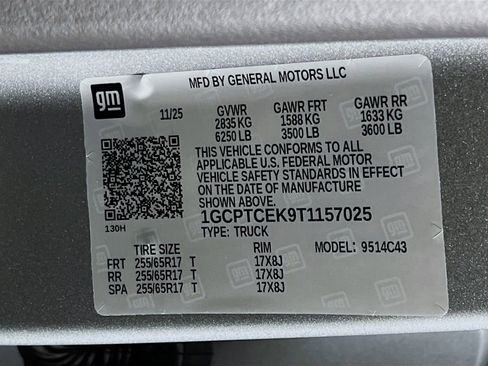 MFD BY GENERAL MOTORS LLC
gm
11/25 GVWR GAWR FRT GAWR RR
2835 KG 1588 KG 1633 KG
6250 LB 3500 LB 3600 LB
THIS VEHICLE CONFORMS TO ALL
APPLICABLE U.S. FEDERAL MOTOR
VEHICLE SAFETY STANDARDS IN EFFECT
ON THE DATE OF MANUFACTURE
SHOWN ABOVE.
1GCPTCEK9T1157025
130H TYPE: TRUCK
TIRE SIZE RIM MODEL: 9514C43
FRT 255/65R17 T 17X8J
RR 255/65R17 T 17X8J
SPA 255/65R17 T 17X8J